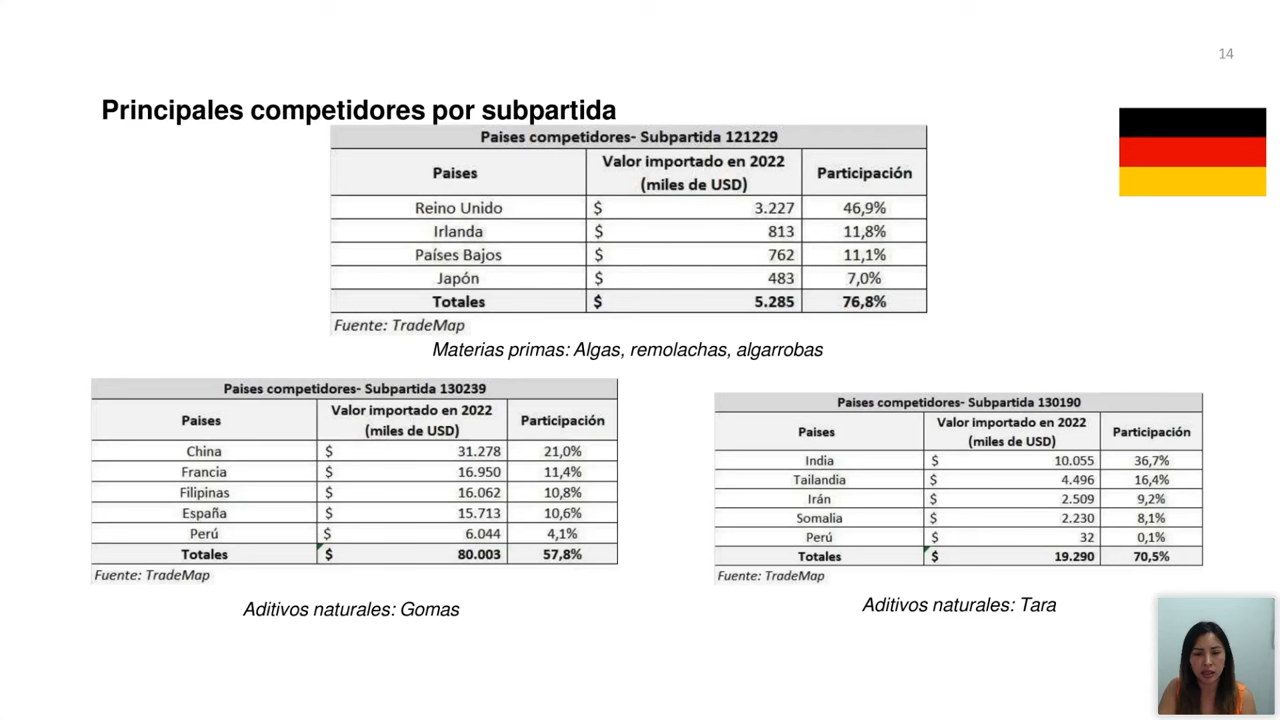 14
Principales competidores por subpartida
Paises competidores- Subpartida 121229
Paises Valor importado en 2022 (miles de USD) Participación
Reino Unido $ 3.227 46,9%
Irlanda $ 813 11,8%
Países Bajos $ 762 11,1%
Japón $ 483 7,0%
Totales $ 5.285 76,8%
Fuente: TradeMap
Materias primas: Algas, remolachas, algarrobas
Paises competidores- Subpartida 130239
Paises Valor importado en 2022 (miles de USD) Participación
China $ 31.278 21,0%
Francia $ 16.950 11,4%
Filipinas $ 16.062 10,8%
España $ 15.713 10,6%
Perú $ 6.044 4,1%
Totales $ 80.003 57,8%
Fuente: TradeMap
Aditivos naturales: Gomas
Paises competidores- Subpartida 130190
Paises Valor importado en 2022 (miles de USD) Participación
India $ 10.055 36,7%
Tailandia $ 4.496 16,4%
Irán $ 2.509 9,2%
Somalia $ 2.230 8,1%
Perú $ 32 0,1%
Totales $ 19.290 70,5%
Fuente: TradeMap
Aditivos naturales: Tara